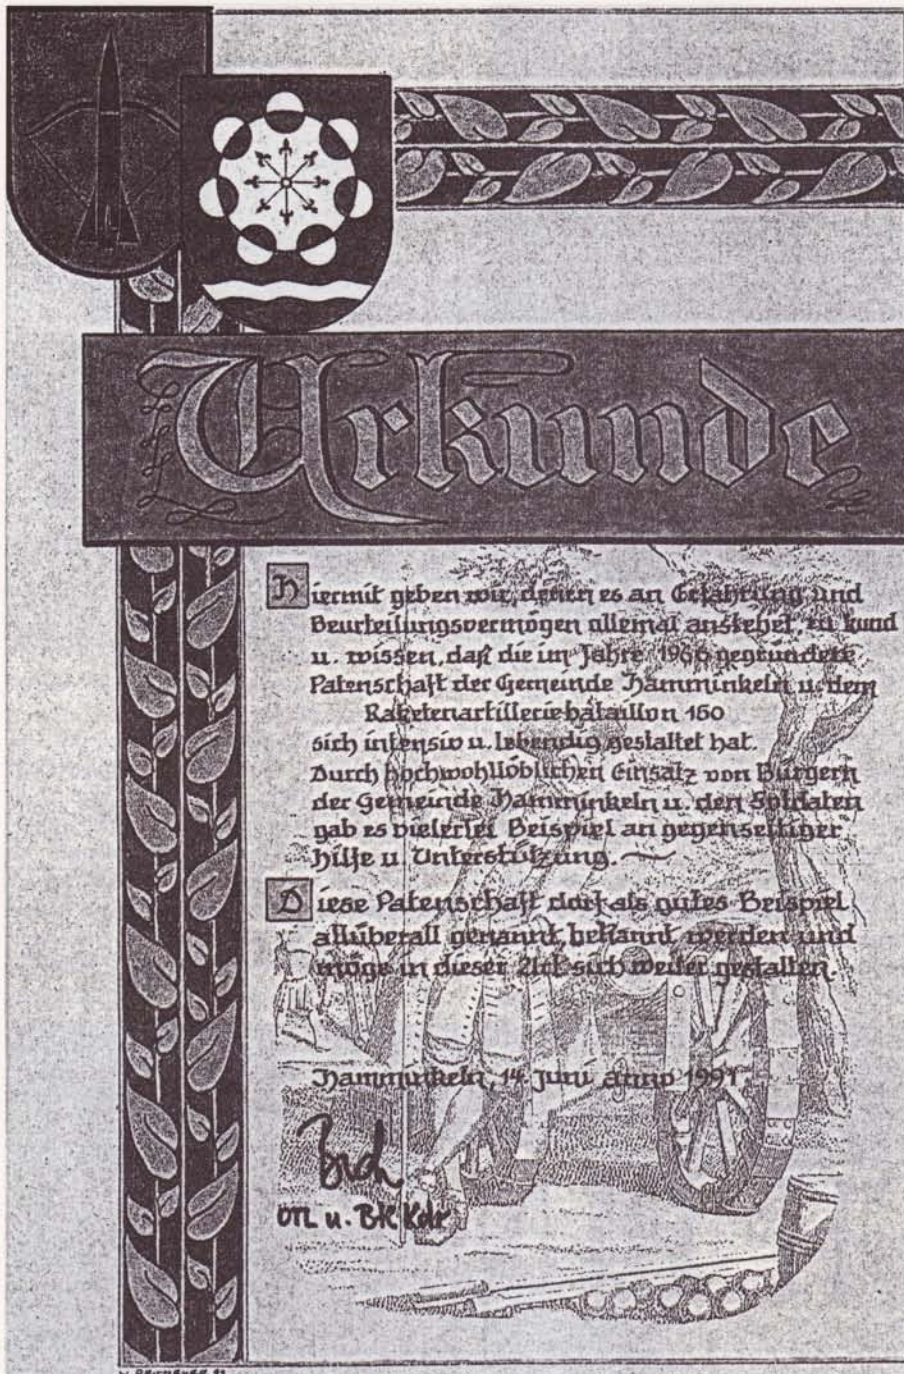 Urkunde
Hiermit geben wir, denen es an Erfahrung und
Beurteilungsvermögen allemal anstehet, zu kund
u. wissen, daß die im Jahre 1966 gegründete
Patenschaft der Gemeinde Hamminkeln u. dem
Raketenartilleriebataillon 150
sich intensiv u. lebendig gestaltet hat.
Durch hochwohllöblichen Einsatz von Bürgern
der Gemeinde Hamminkeln u. den Soldaten
gab es vielerlei Beispiel an gegenseitiger
Hilfe u. Unterstützung.
Diese Patenschaft darf als gutes Beispiel
allüberall genannt, bekannt werden und
möge in dieser Art sich weiter gestalten.
Hamminkeln, 14. Juni anno 1991.
u.